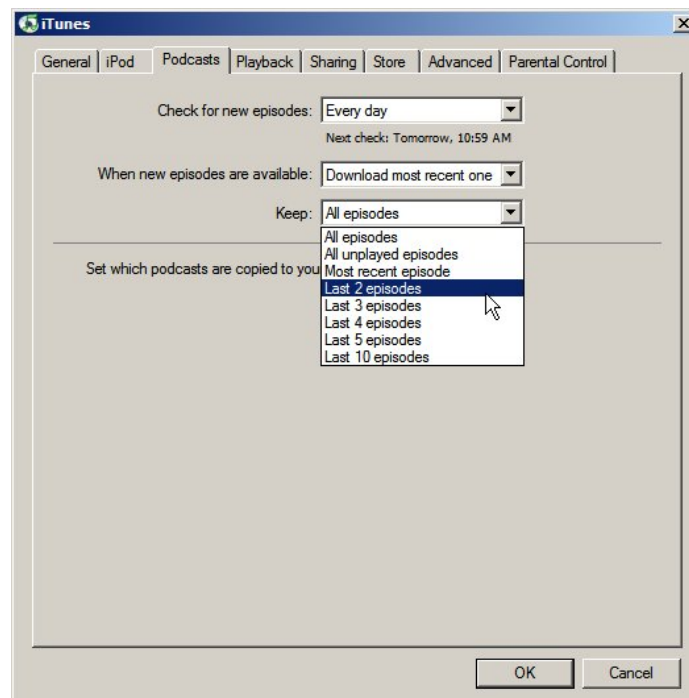 iTunes
General iPod Podcasts Playback Sharing Store Advanced Parental Control
Check for new episodes: Every day
Next check: Tomorrow, 10:59 AM
When new episodes are available: Download most recent one
Keep: All episodes
All episodes
All unplayed episodes
Set which podcasts are copied to you
Most recent episode
Last 2 episodes
Last 3 episodes
Last 4 episodes
Last 5 episodes
Last 10 episodes
OK Cancel